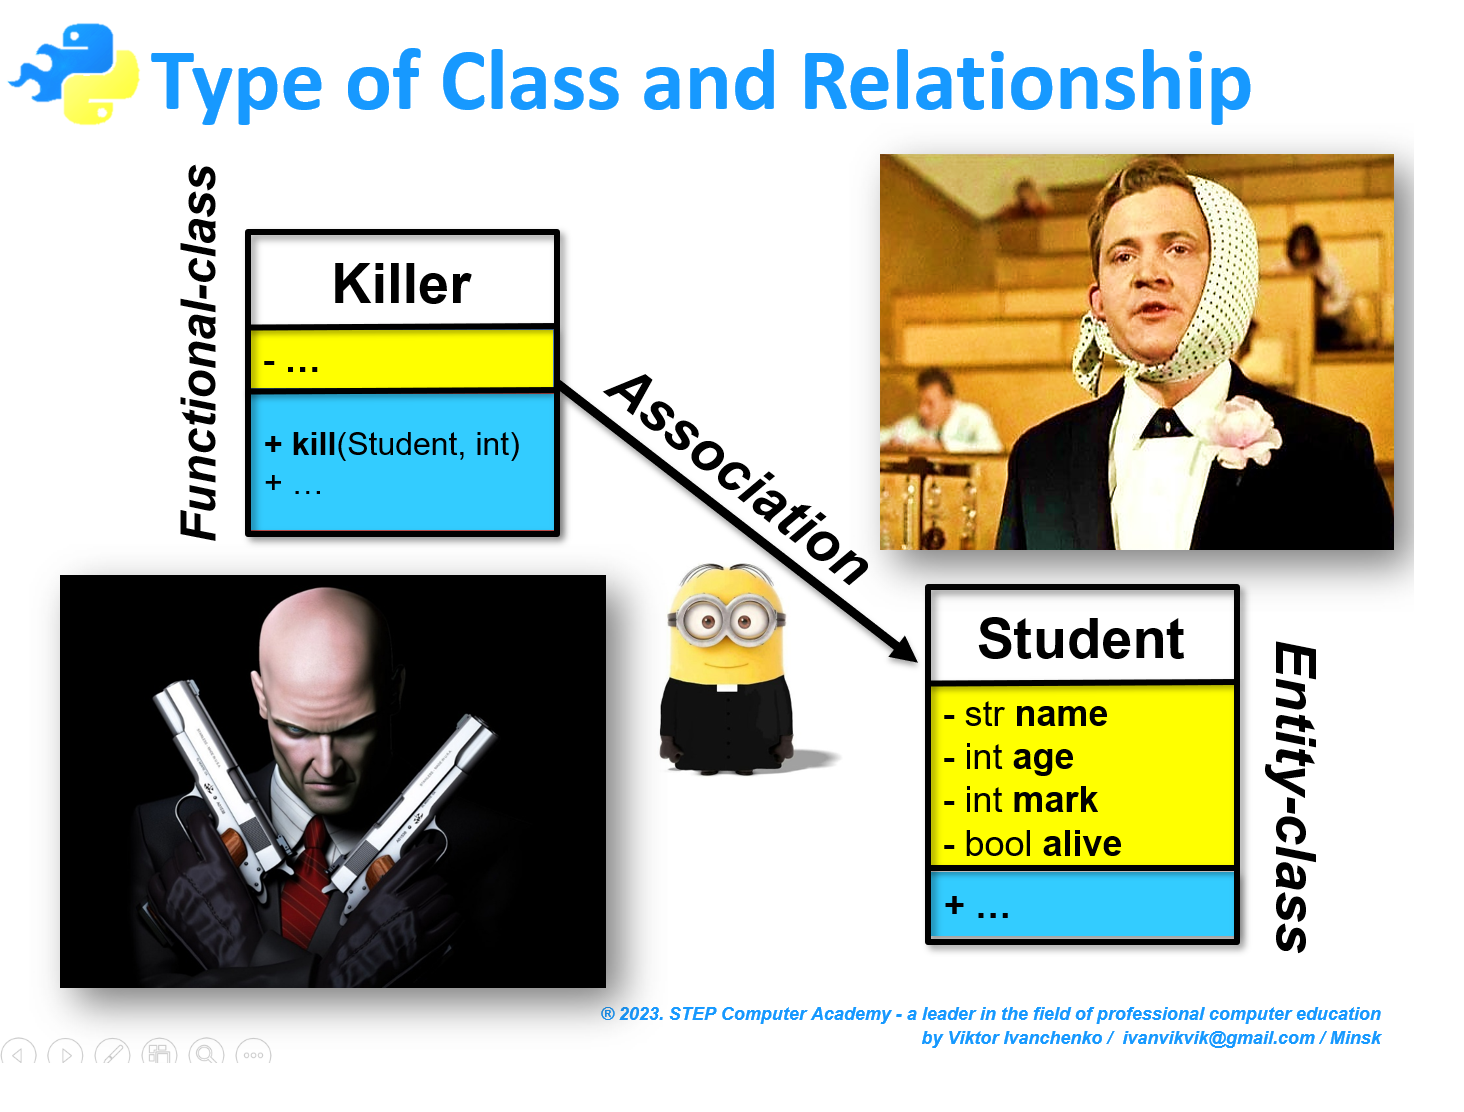 Type of Class and Relationship
Functional-class
Killer
- ...
+ kill(Student, int)
+ ...
Association
Student
- str name
- int age
- int mark
- bool alive
+ ...
Entity-class
® 2023. STEP Computer Academy - a leader in the field of professional computer education
by Viktor Ivanchenko / ivanvikvik@gmail.com / Minsk